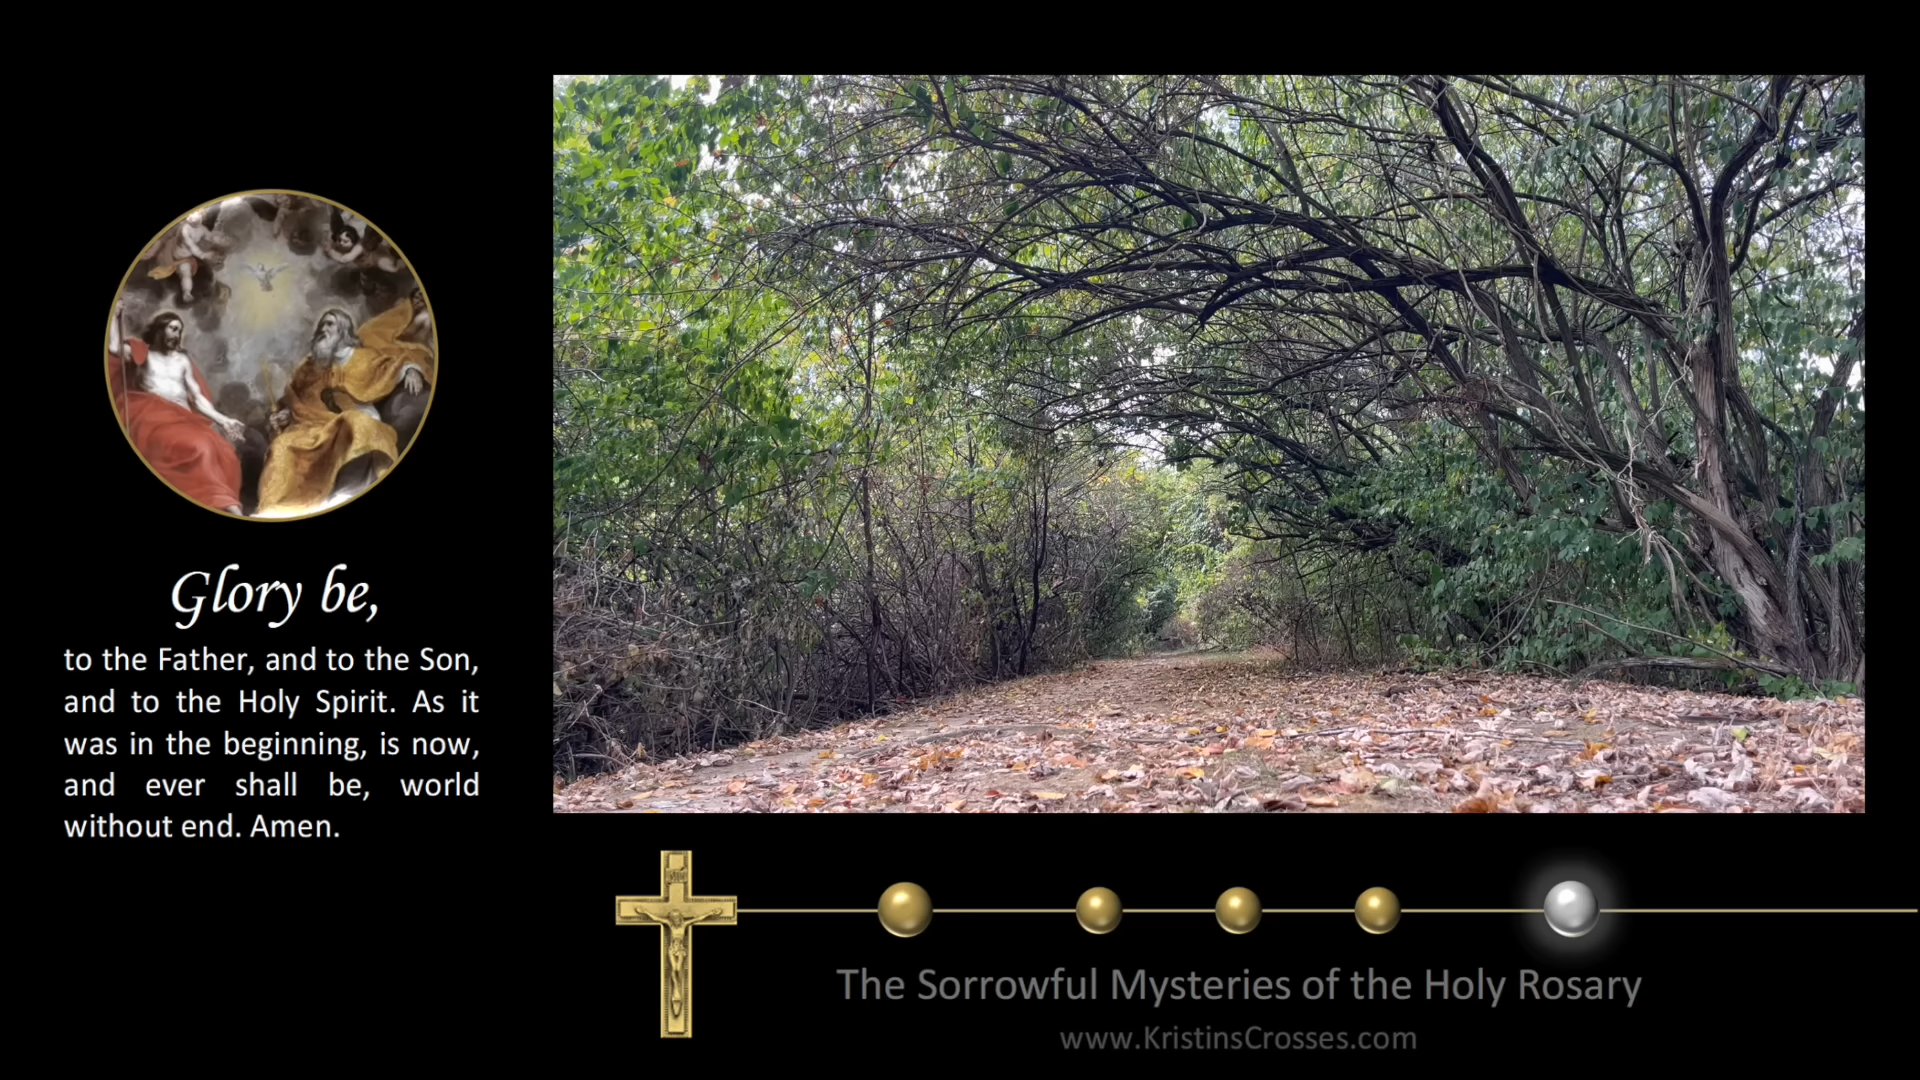 Glory be,
to the Father, and to the Son,
and to the Holy Spirit. As it
was in the beginning, is now,
and ever shall be, world
without end. Amen.
The Sorrowful Mysteries of the Holy Rosary
www.KristinsCrosses.com